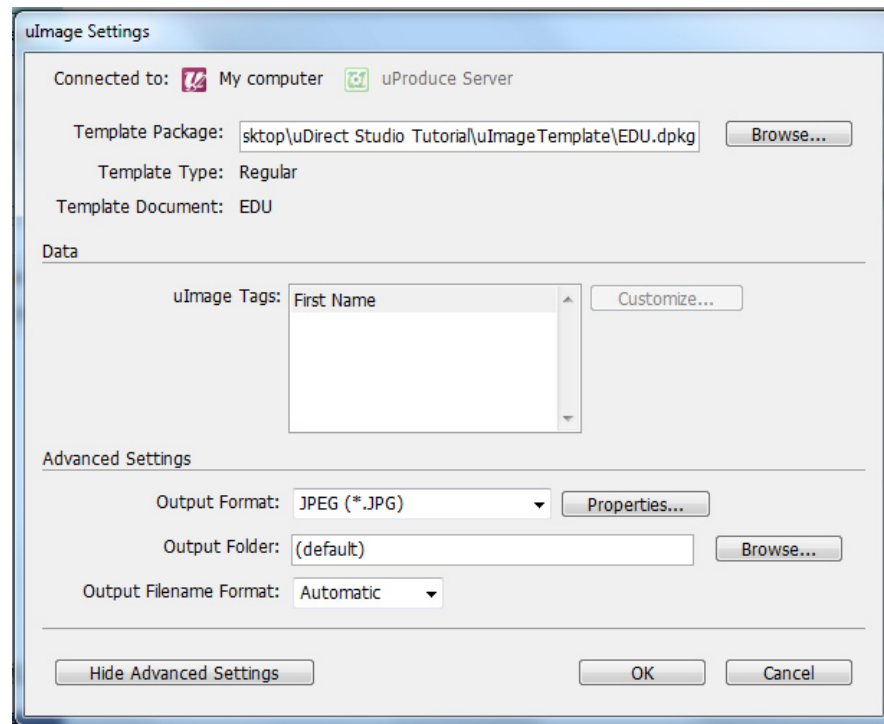 uImage Settings
Connected to: My computer uProduce Server
Template Package: sktop\uDirect Studio Tutorial\uImageTemplate\EDU.dpkg Browse...
Template Type: Regular
Template Document: EDU
Data
uImage Tags: First Name Customize...
Advanced Settings
Output Format: JPEG (*.JPG) Properties...
Output Folder: (default) Browse...
Output Filename Format: Automatic
Hide Advanced Settings OK Cancel